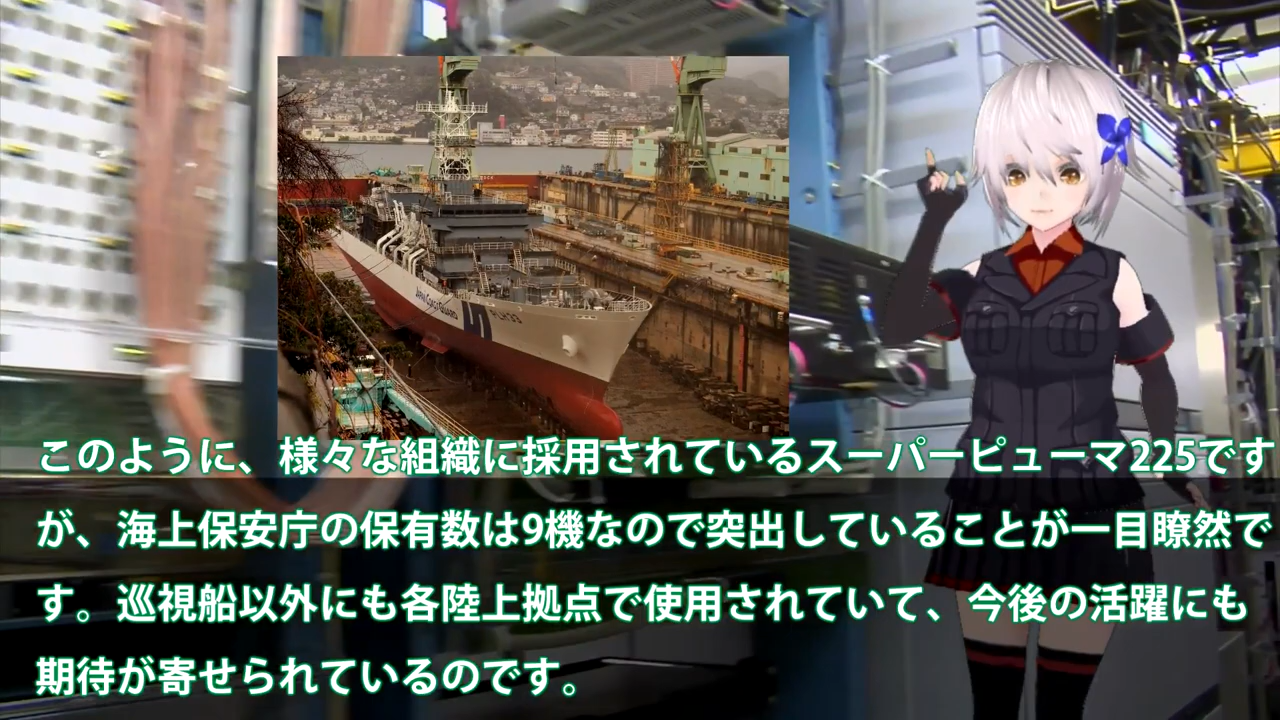 JAPAN COAST GUARD
PLH33
このように、様々な組織に採用されているスーパーピューマ225です
が、海上保安庁の保有数は9機なので突出していることが一目瞭然で
す。巡視船以外にも各陸上拠点で使用されていて、今後の活躍にも
期待が寄せられているのです。